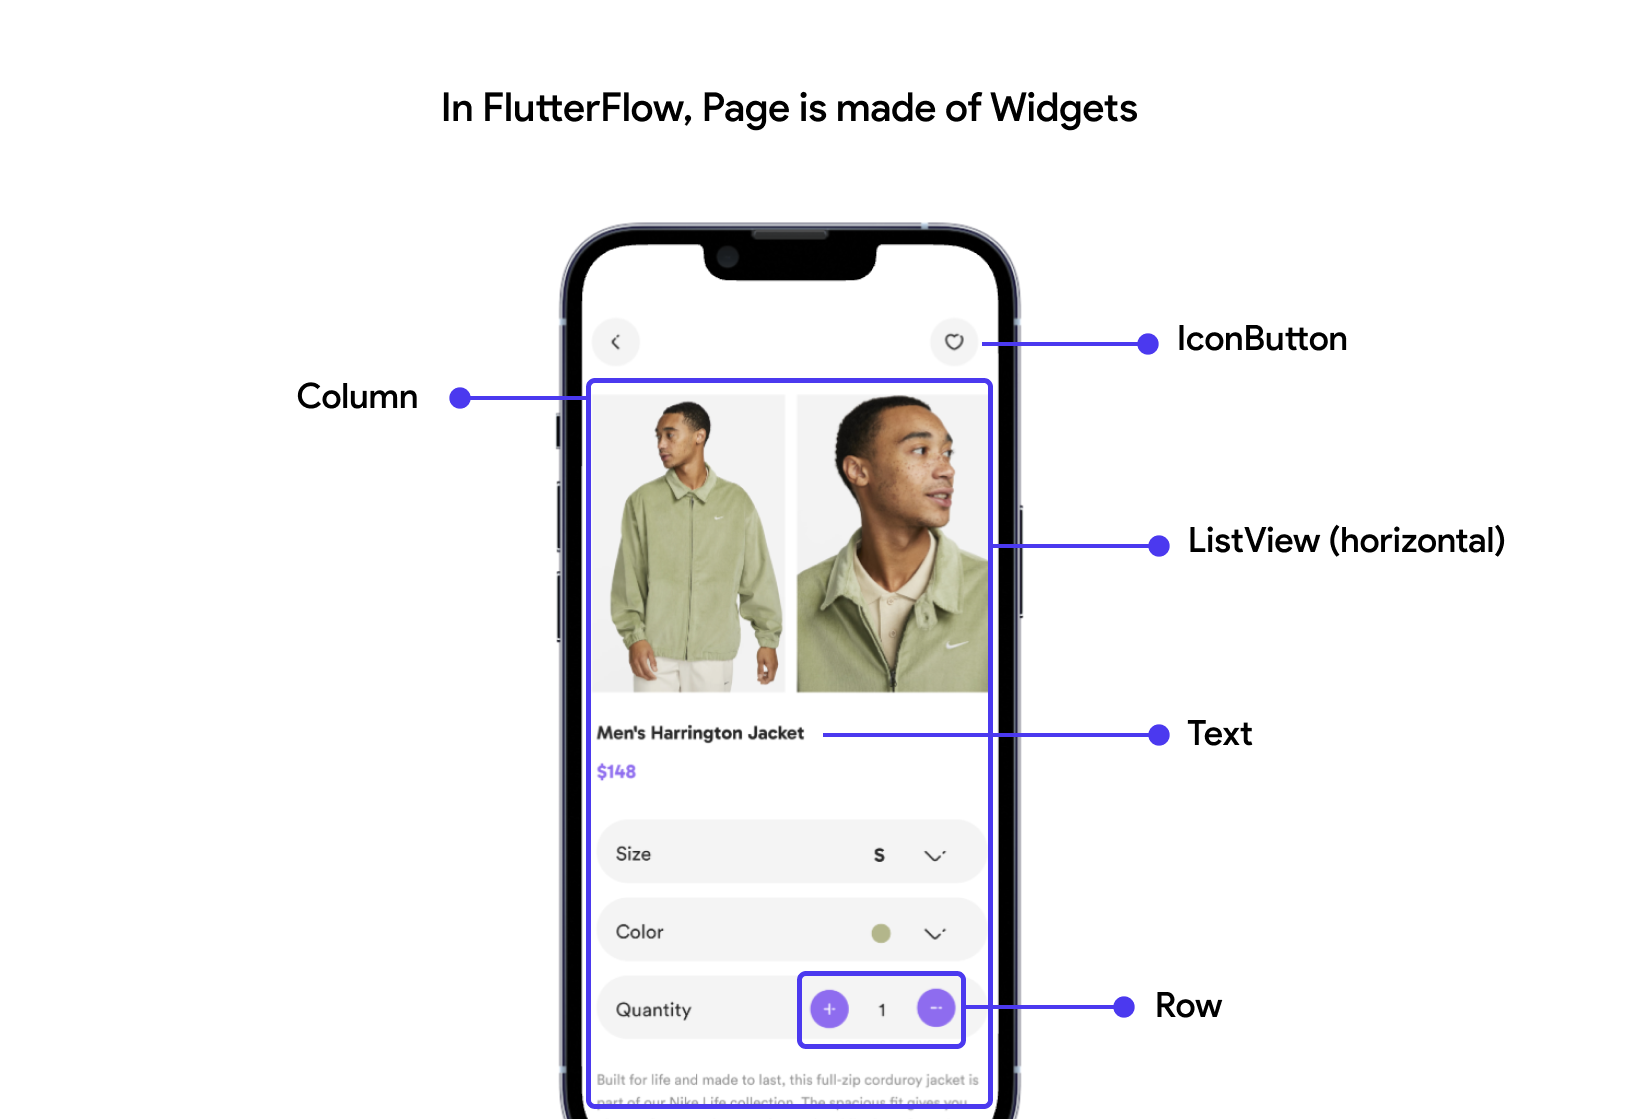 In FlutterFlow, Page is made of Widgets
IconButton
Column
ListView (horizontal)
Men's Harrington Jacket
Text
$148
Size S
Color
Quantity + 1 −
Row
Built for life and made to last, this full-zip corduroy jacket is
part of our Nike Life collection. The spacious fit gives you